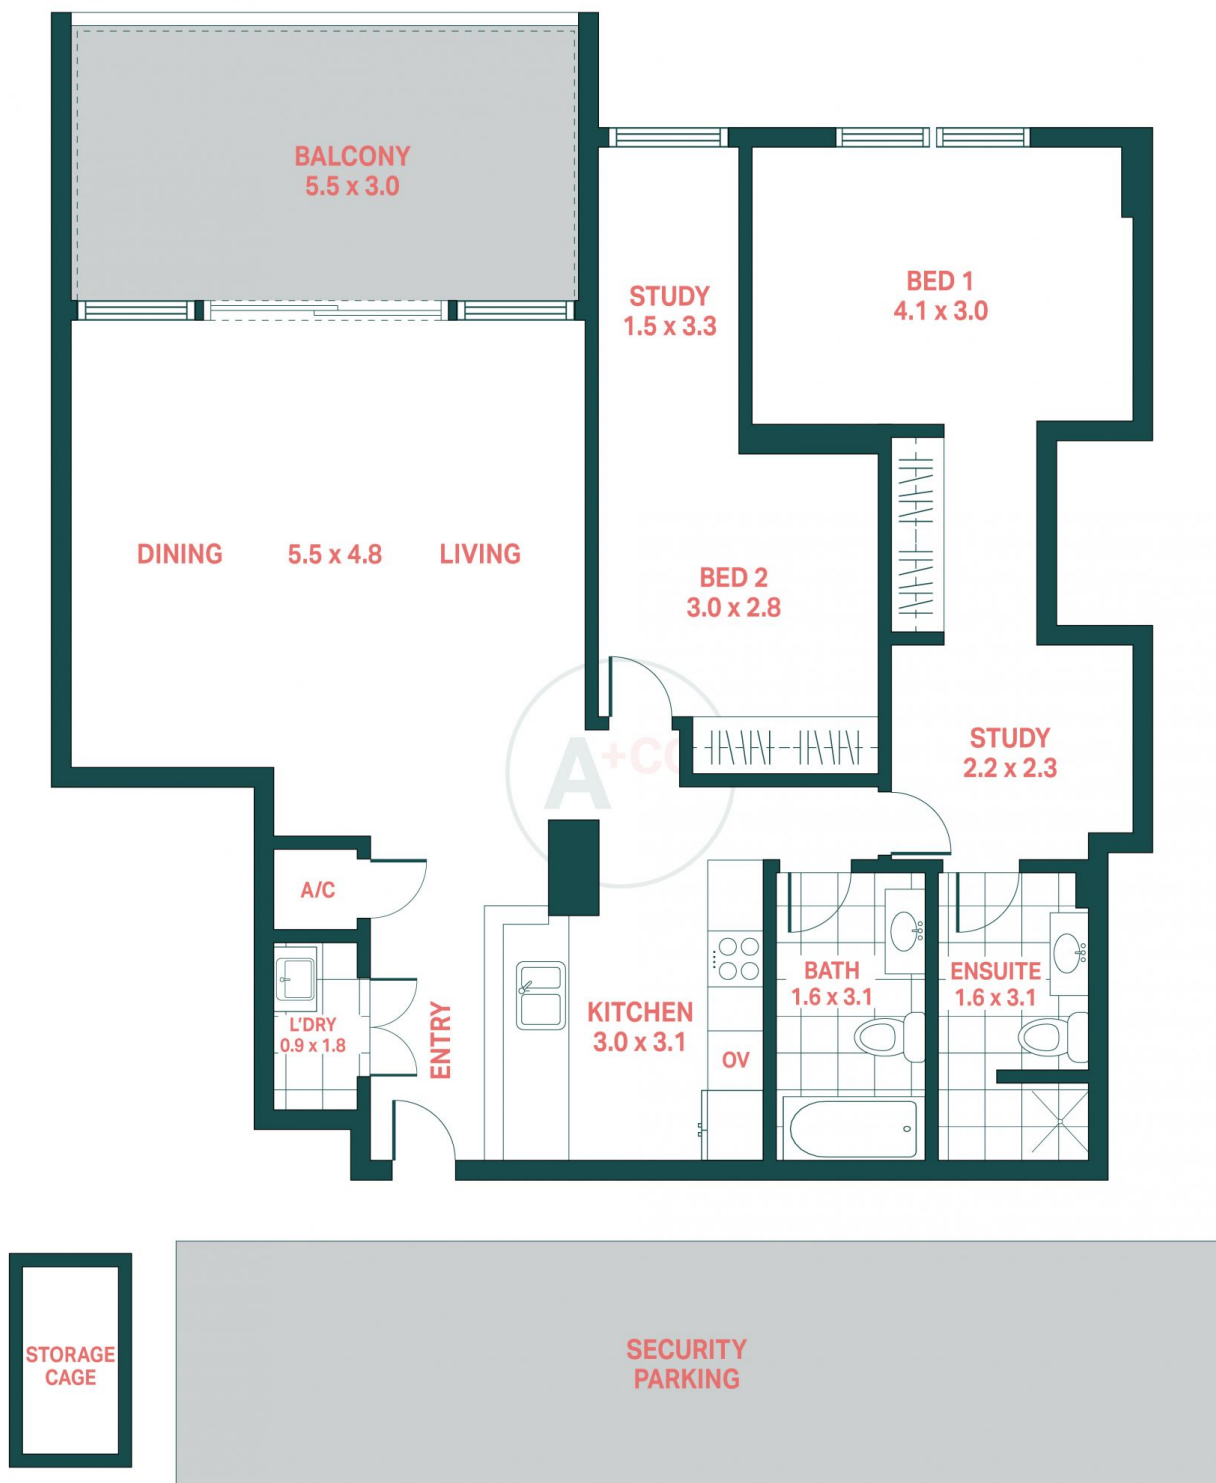 BALCONY
5.5 x 3.0
STUDY
1.5 x 3.3
BED 1
4.1 x 3.0
DINING 5.5 x 4.8 LIVING
BED 2
3.0 x 2.8
STUDY
2.2 x 2.3
A+CO
A/C
L'DRY
0.9 x 1.8
ENTRY
KITCHEN
3.0 x 3.1
OV
BATH
1.6 x 3.1
ENSUITE
1.6 x 3.1
STORAGE
CAGE
SECURITY
PARKING